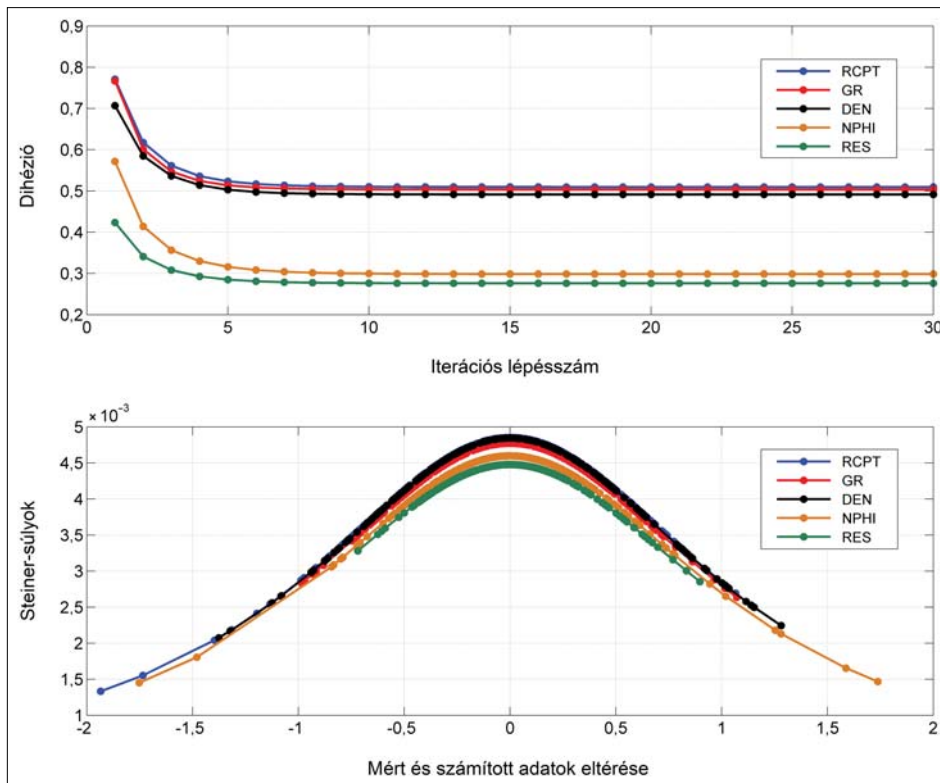 0,9
0,8
0,7
0,6
0,5
0,4
0,3
0,2
Dihézió
0 5 10 15 20 25 30
Iterációs lépésszám
RCPT
GR
DEN
NPHI
RES
5 × 10⁻³
4,5
4
3,5
3
2,5
2
1,5
1
Steiner-súlyok
-2 -1,5 -1 -0,5 0 0,5 1 1,5 2
Mért és számított adatok eltérése
RCPT
GR
DEN
NPHI
RES